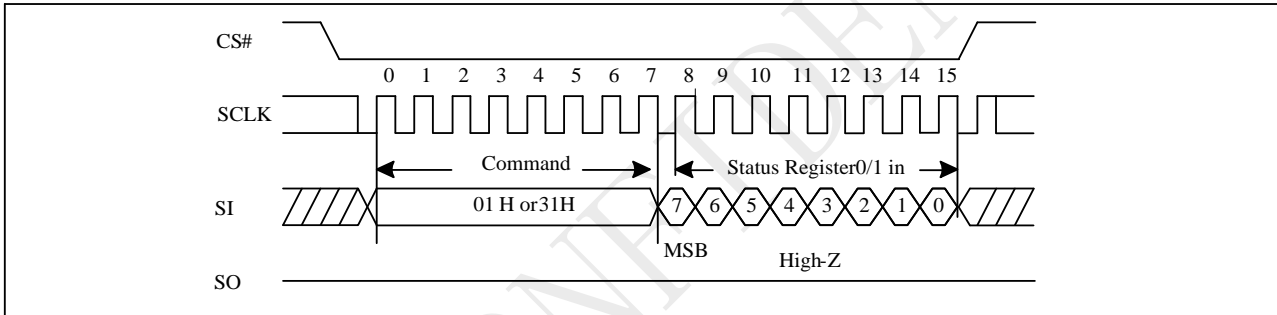 CS#
0 1 2 3 4 5 6 7 8 9 10 11 12 13 14 15
SCLK
Command Status Register0/1 in
SI 01 H or31H 7 6 5 4 3 2 1 0
MSB High-Z
SO